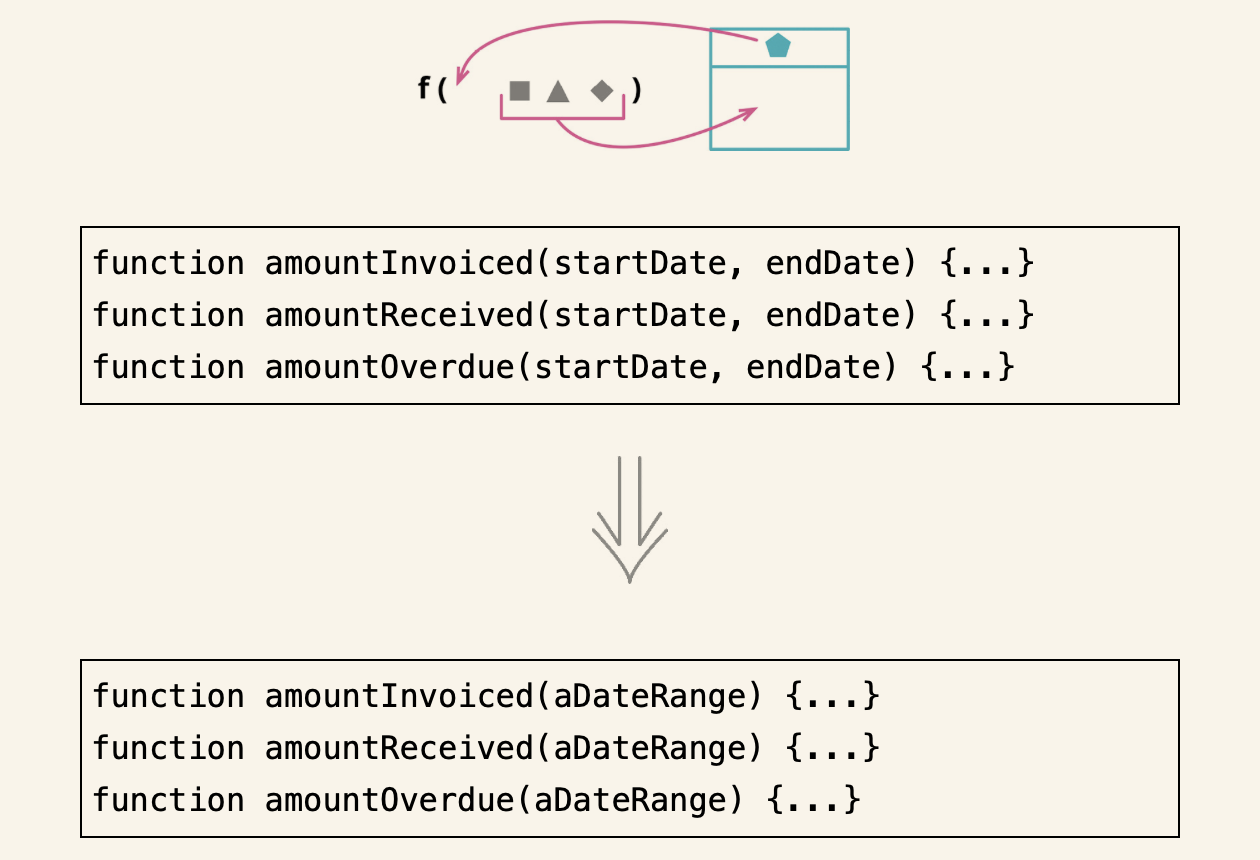 f( )
function amountInvoiced(startDate, endDate) {...}
function amountReceived(startDate, endDate) {...}
function amountOverdue(startDate, endDate) {...}
function amountInvoiced(aDateRange) {...}
function amountReceived(aDateRange) {...}
function amountOverdue(aDateRange) {...}